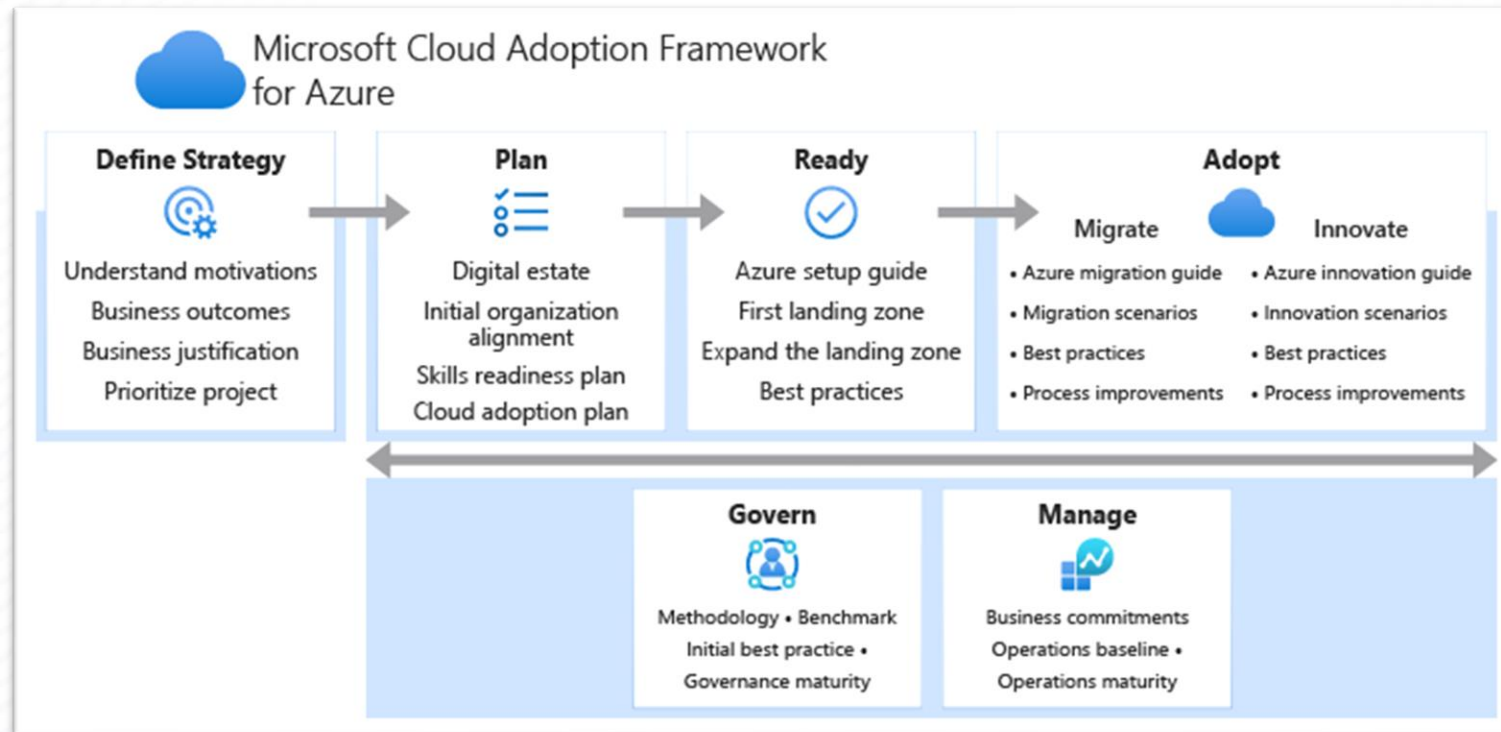 Microsoft Cloud Adoption Framework
for Azure
Define Strategy
Understand motivations
Business outcomes
Business justification
Prioritize project
Plan
Digital estate
Initial organization
alignment
Skills readiness plan
Cloud adoption plan
Ready
Azure setup guide
First landing zone
Expand the landing zone
Best practices
Adopt
Migrate
• Azure migration guide
• Migration scenarios
• Best practices
• Process improvements
Innovate
• Azure innovation guide
• Innovation scenarios
• Best practices
• Process improvements
Govern
Methodology • Benchmark
Initial best practice •
Governance maturity
Manage
Business commitments
Operations baseline •
Operations maturity